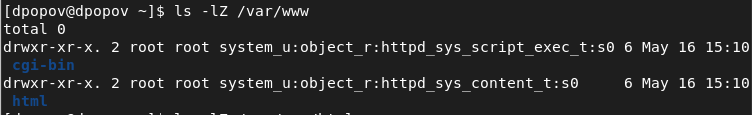 [dpopov@dpopov ~]$ ls -lZ /var/www
total 0
drwxr-xr-x. 2 root root system_u:object_r:httpd_sys_script_exec_t:s0 6 May 16 15:10
cgi-bin
drwxr-xr-x. 2 root root system_u:object_r:httpd_sys_content_t:s0     6 May 16 15:10
html